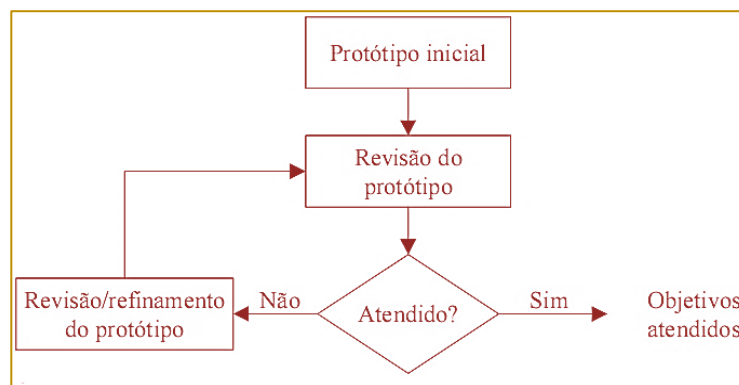 Protótipo inicial
Revisão do
protótipo
Revisão/refinamento
do protótipo
Não
Atendido?
Sim
Objetivos
atendidos